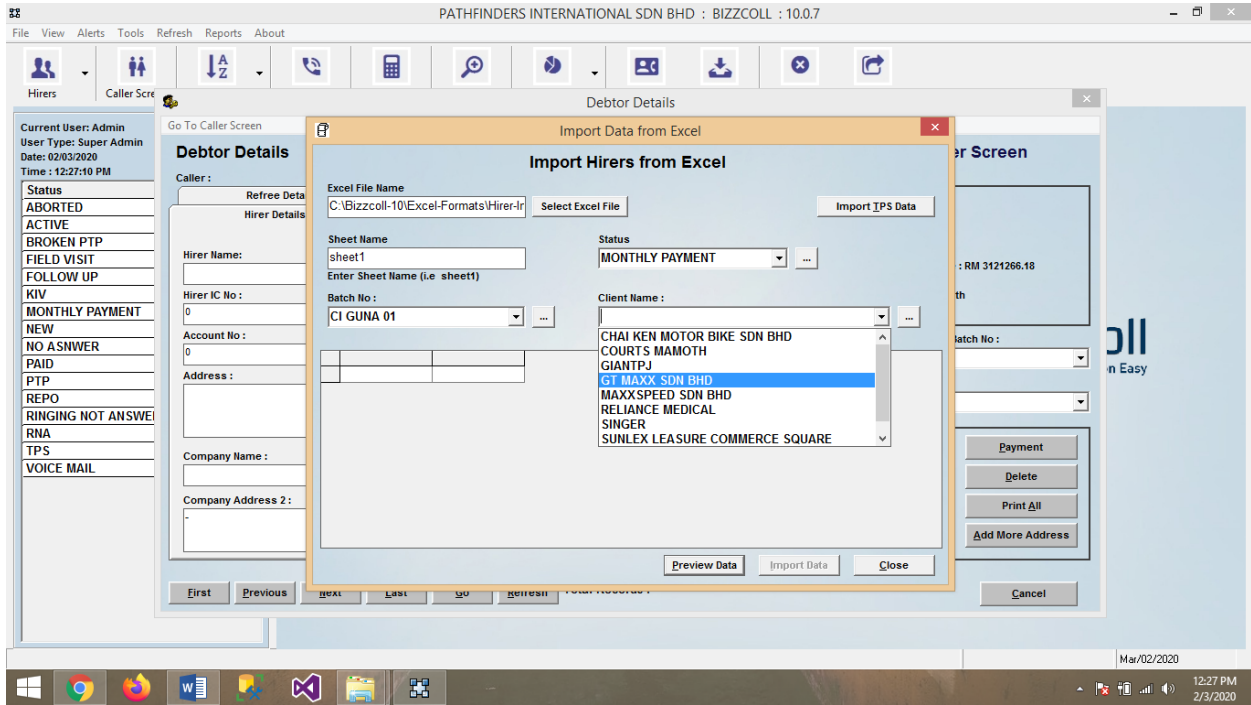 PATHFINDERS INTERNATIONAL SDN BHD : BIZZCOLL : 10.0.7
File View Alerts Tools Refresh Reports About
Hirers
Caller Scre
Current User: Admin
User Type: Super Admin
Date: 02/03/2020
Time : 12:27:10 PM
Status
ABORTED
ACTIVE
BROKEN PTP
FIELD VISIT
FOLLOW UP
KIV
MONTHLY PAYMENT
NEW
NO ASNWER
PAID
PTP
REPO
RINGING NOT ANSWE
RNA
TPS
VOICE MAIL
Debtor Details
Go To Caller Screen
Debtor Details
er Screen
Caller :
Refree Deta
Hirer Details
Hirer Name:
Hirer IC No :
0
Account No :
0
Address :
Company Name :
Company Address 2 :
-
: RM 3121266.18
th
Batch No :
Payment
Delete
Print All
Add More Address
First
Previous
Next
Last
Go
Refresh
Total Records :
Cancel
Import Data from Excel
Import Hirers from Excel
Excel File Name
C:\Bizzcoll-10\Excel-Formats\Hirer-Ir
Select Excel File
Import TPS Data
Sheet Name
sheet1
Enter Sheet Name (i.e sheet1)
Status
MONTHLY PAYMENT
...
Batch No :
CI GUNA 01
...
Client Name :
...
CHAI KEN MOTOR BIKE SDN BHD
COURTS MAMOTH
GIANTPJ
GT MAXX SDN BHD
MAXXSPEED SDN BHD
RELIANCE MEDICAL
SINGER
SUNLEX LEASURE COMMERCE SQUARE
Preview Data
Import Data
Close
oll
n Easy
Mar/02/2020
12:27 PM
2/3/2020